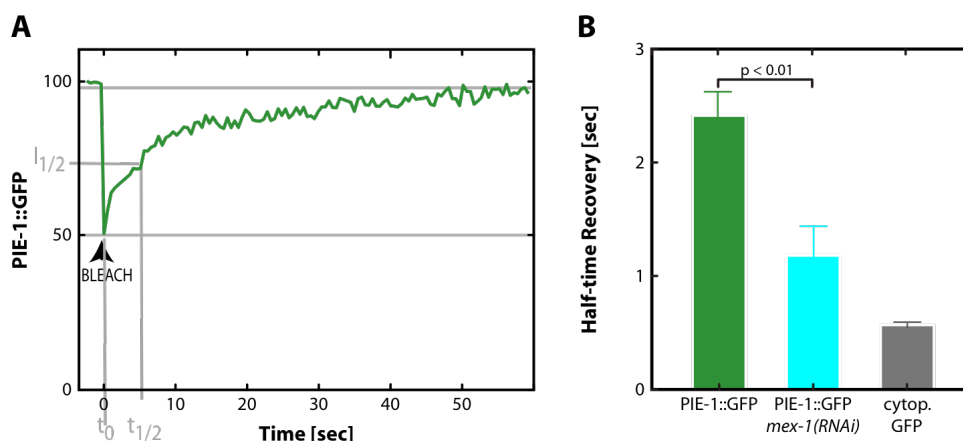 A
100
I1/2
PIE-1::GFP
50
BLEACH
0
0 10 20 30 40 50
t0 t1/2
Time [sec]
B
3
p < 0.01
2
Half-time Recovery [sec]
1
0
PIE-1::GFP PIE-1::GFP cytop.
mex-1(RNAi) GFP